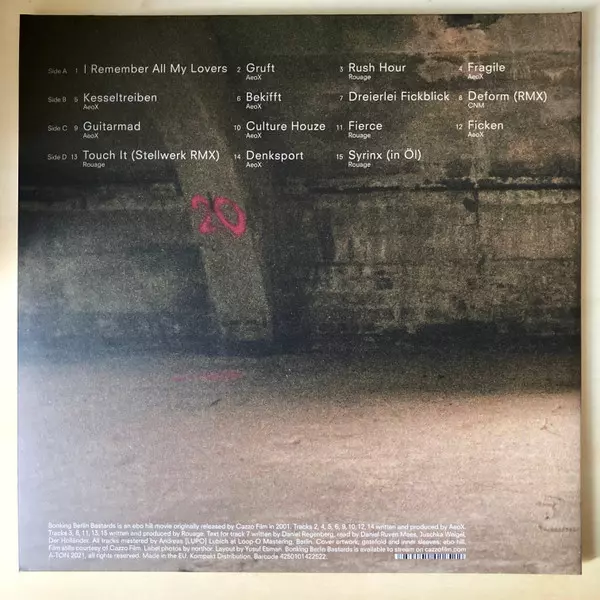 Side A 1 I Remember All My Lovers 2 Gruft 3 Rush Hour 4 Fragile
AeoX Rouage AeoX
Side B 5 Kesseltreiben 6 Bekifft 7 Dreierlei Fickblick 8 Deform (RMX)
AeoX AeoX CNM
Side C 9 Guitarmad 10 Culture Houze 11 Fierce 12 Ficken
AeoX AeoX Rouage AeoX
Side D 13 Touch It (Stellwerk RMX) 14 Denksport 15 Syrinx (in Öl)
Rouage AeoX Rouage
20
Bonking Berlin Bastards is an ebo hill movie originally released by Cazzo Film in 2001. Tracks 2, 4, 5, 6, 9, 10, 12, 14 written and produced by AeoX.
Tracks 3, 8, 11, 13, 15 written and produced by Rouage. Text for track 7 written by Daniel Regenberg, read by Daniel Ruven Moss, Juschka Weigel,
Der Holländer. All tracks mastered by Andreas [LUPO] Lubich at Loop-O Mastering, Berlin. Cover artwork, gatefold and inner sleeves: ebo hill.
Film stills courtesy of Cazzo Film. Label photos by northor. Layout by Yusuf Etiman. Bonking Berlin Bastards is available to stream on cazzofilm.com
A-TON 2021, all rights reserved. Made in the EU. Kompakt Distribution. Barcode 4250101422522.